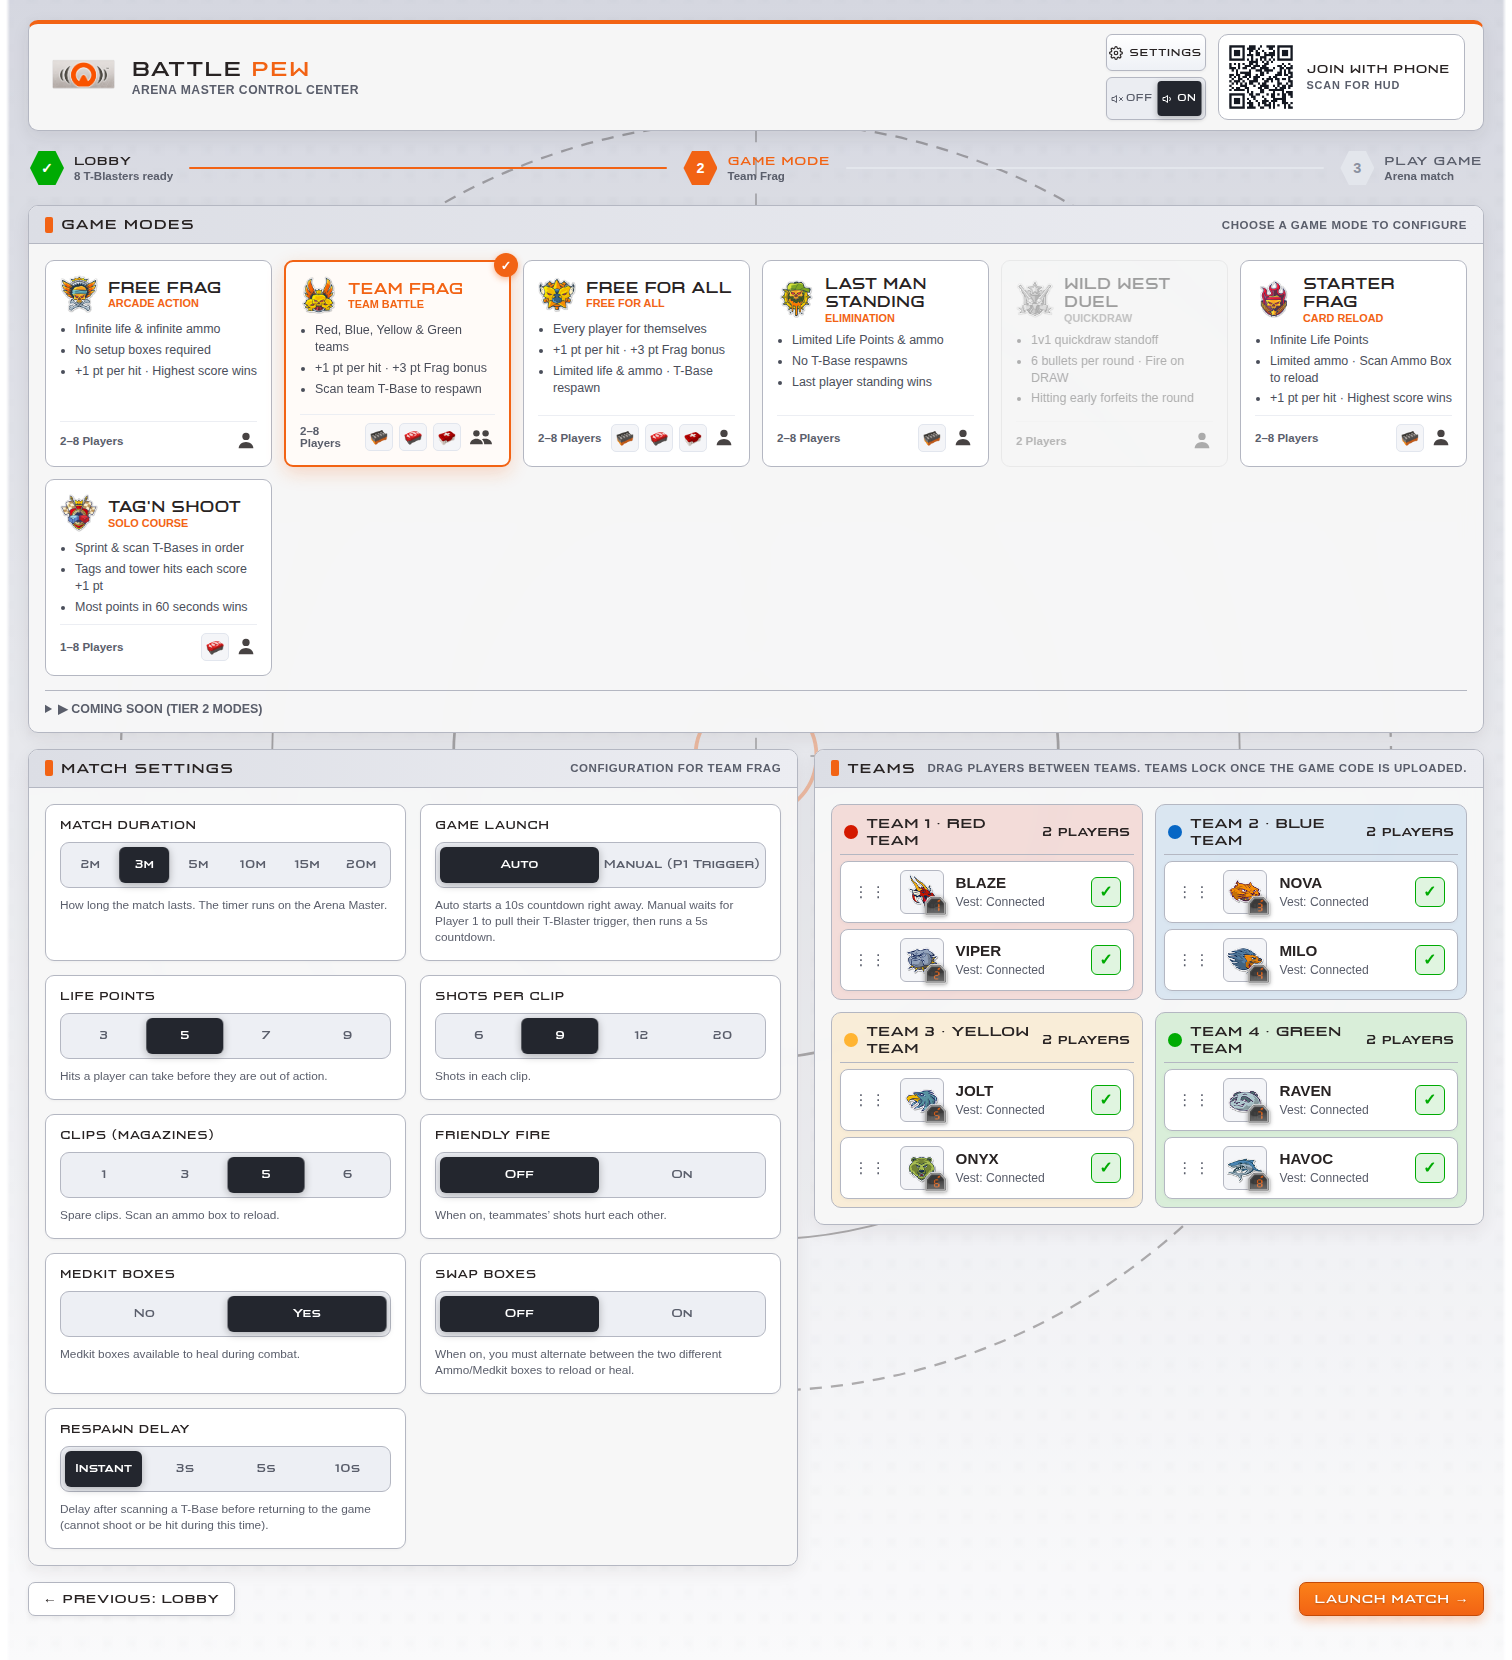 BATTLE PEW
ARENA MASTER CONTROL CENTER
SETTINGS
OFF ON
JOIN WITH PHONE
SCAN FOR HUD
✓ LOBBY
8 T-Blasters ready
2 GAME MODE
Team Frag
3 PLAY GAME
Arena match
GAME MODES
CHOOSE A GAME MODE TO CONFIGURE
FREE FRAG
ARCADE ACTION
• Infinite life & infinite ammo
• No setup boxes required
• +1 pt per hit · Highest score wins
2–8 Players
✓
TEAM FRAG
TEAM BATTLE
• Red, Blue, Yellow & Green
teams
• +1 pt per hit · +3 pt Frag bonus
• Scan team T-Base to respawn
2–8
Players
FREE FOR ALL
FREE FOR ALL
• Every player for themselves
• +1 pt per hit · +3 pt Frag bonus
• Limited life & ammo · T-Base
respawn
2–8 Players
LAST MAN
STANDING
ELIMINATION
• Limited Life Points & ammo
• No T-Base respawns
• Last player standing wins
2–8 Players
WILD WEST
DUEL
QUICKDRAW
• 1v1 quickdraw standoff
• 6 bullets per round · Fire on
DRAW
• Hitting early forfeits the round
2 Players
STARTER
FRAG
CARD RELOAD
• Infinite Life Points
• Limited ammo · Scan Ammo Box
to reload
• +1 pt per hit · Highest score wins
2–8 Players
TAG'N SHOOT
SOLO COURSE
• Sprint & scan T-Bases in order
• Tags and tower hits each score
+1 pt
• Most points in 60 seconds wins
1–8 Players
▶ ▶ COMING SOON (TIER 2 MODES)
MATCH SETTINGS
CONFIGURATION FOR TEAM FRAG
MATCH DURATION
2M 3M 5M 10M 15M 20M
How long the match lasts. The timer runs on the Arena Master.
GAME LAUNCH
AUTO MANUAL (P1 TRIGGER)
Auto starts a 10s countdown right away. Manual waits for
Player 1 to pull their T-Blaster trigger, then runs a 5s
countdown.
LIFE POINTS
3 5 7 9
Hits a player can take before they are out of action.
SHOTS PER CLIP
6 9 12 20
Shots in each clip.
CLIPS (MAGAZINES)
1 3 5 6
Spare clips. Scan an ammo box to reload.
FRIENDLY FIRE
OFF ON
When on, teammates' shots hurt each other.
MEDKIT BOXES
NO YES
Medkit boxes available to heal during combat.
SWAP BOXES
OFF ON
When on, you must alternate between the two different
Ammo/Medkit boxes to reload or heal.
RESPAWN DELAY
INSTANT 3S 5S 10S
Delay after scanning a T-Base before returning to the game
(cannot shoot or be hit during this time).
TEAMS
DRAG PLAYERS BETWEEN TEAMS. TEAMS LOCK ONCE THE GAME CODE IS UPLOADED.
TEAM 1 · RED
TEAM
2 PLAYERS
1
BLAZE
Vest: Connected
✓
2
VIPER
Vest: Connected
✓
TEAM 2 · BLUE
TEAM
2 PLAYERS
3
NOVA
Vest: Connected
✓
4
MILO
Vest: Connected
✓
TEAM 3 · YELLOW
TEAM
2 PLAYERS
5
JOLT
Vest: Connected
✓
6
ONYX
Vest: Connected
✓
TEAM 4 · GREEN
TEAM
2 PLAYERS
7
RAVEN
Vest: Connected
✓
8
HAVOC
Vest: Connected
✓
← PREVIOUS: LOBBY
LAUNCH MATCH →